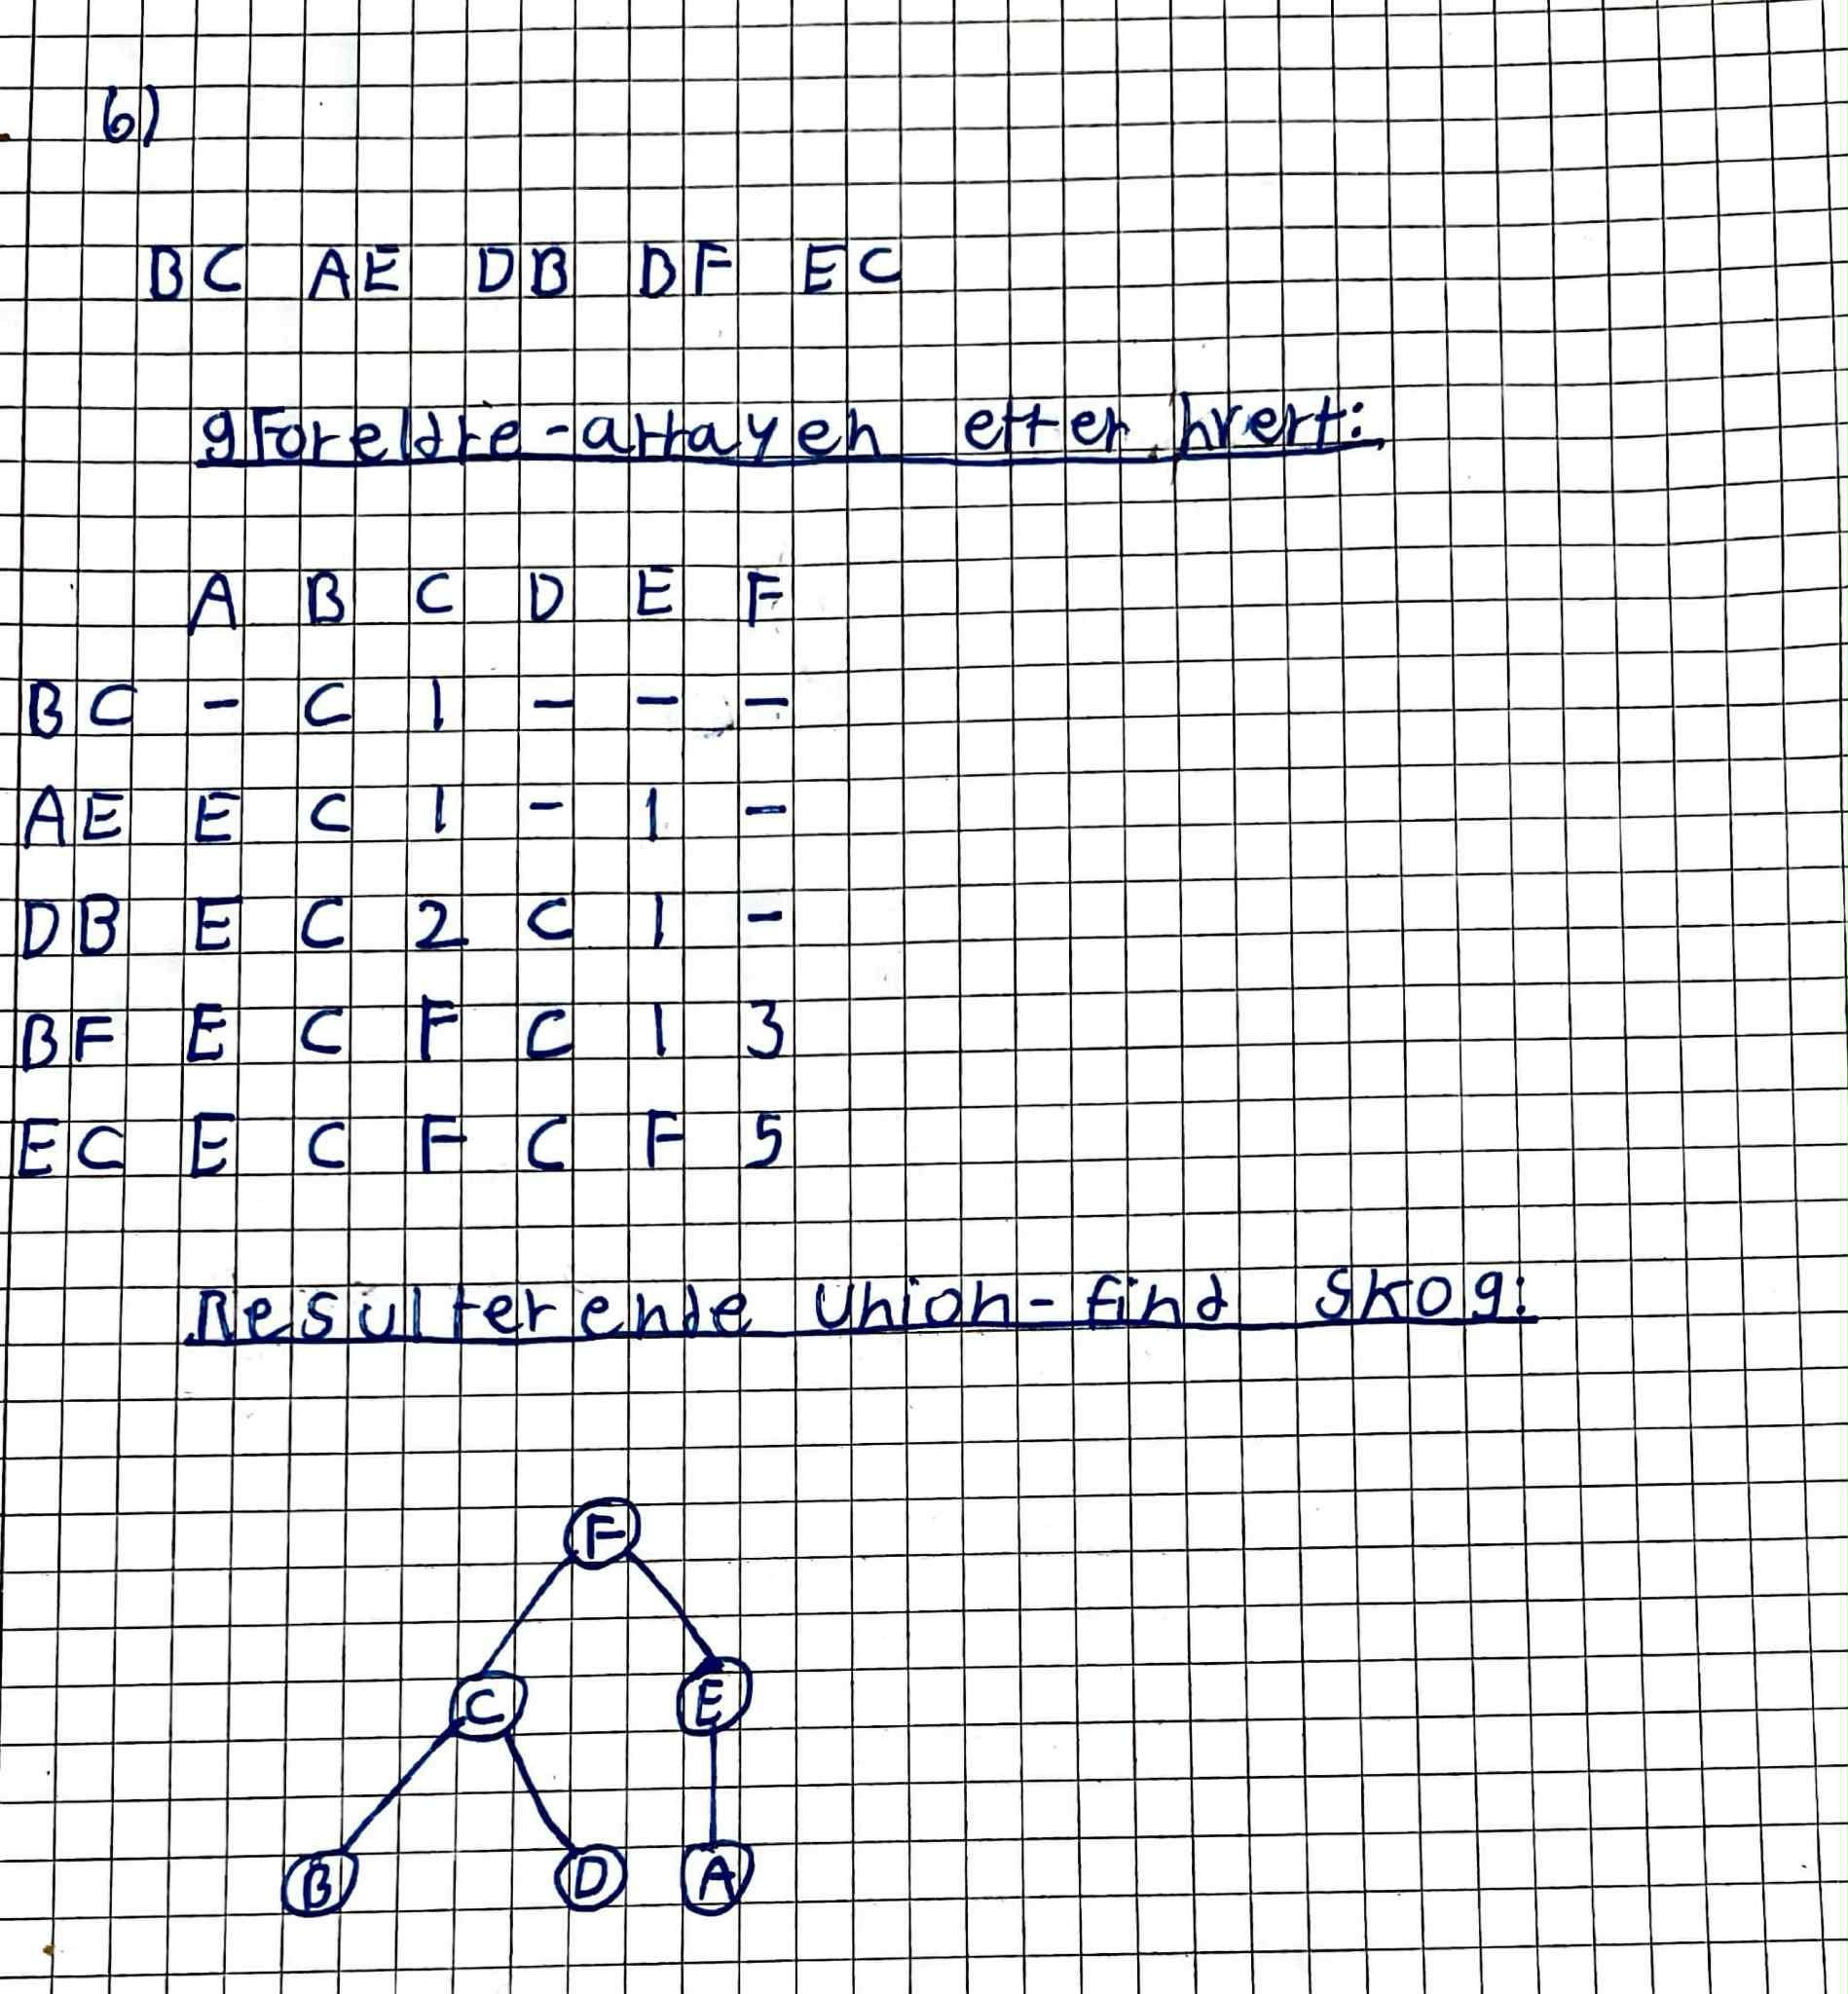 6)
BC AE DB DF EC
gForeldre-arrayen etter hvert:
A B C D E F
BC - C 1 - - -
AE E C 1 - 1 -
DB E C 2 C 1 -
BF E C F C 1 3
EC E C F C F 5
Resulterende Union-find skog:
F
C E
B D A